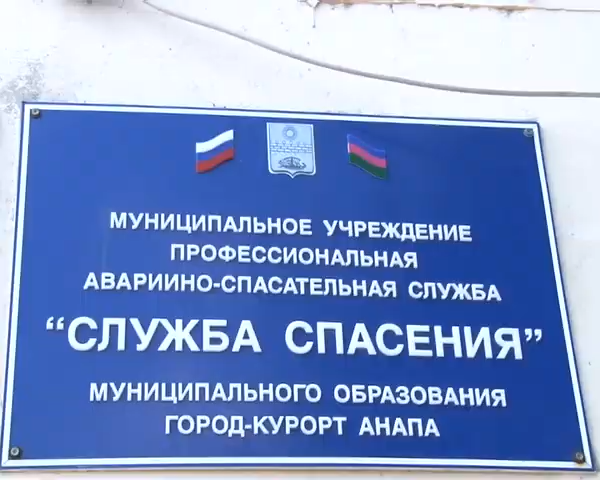 МУНИЦИПАЛЬНОЕ УЧРЕЖДЕНИЕ
ПРОФЕССИОНАЛЬНАЯ
АВАРИИНО-СПАСАТЕЛЬНАЯ СЛУЖБА
“СЛУЖБА СПАСЕНИЯ”
МУНИЦИПАЛЬНОГО ОБРАЗОВАНИЯ
ГОРОД-КУРОРТ АНАПА